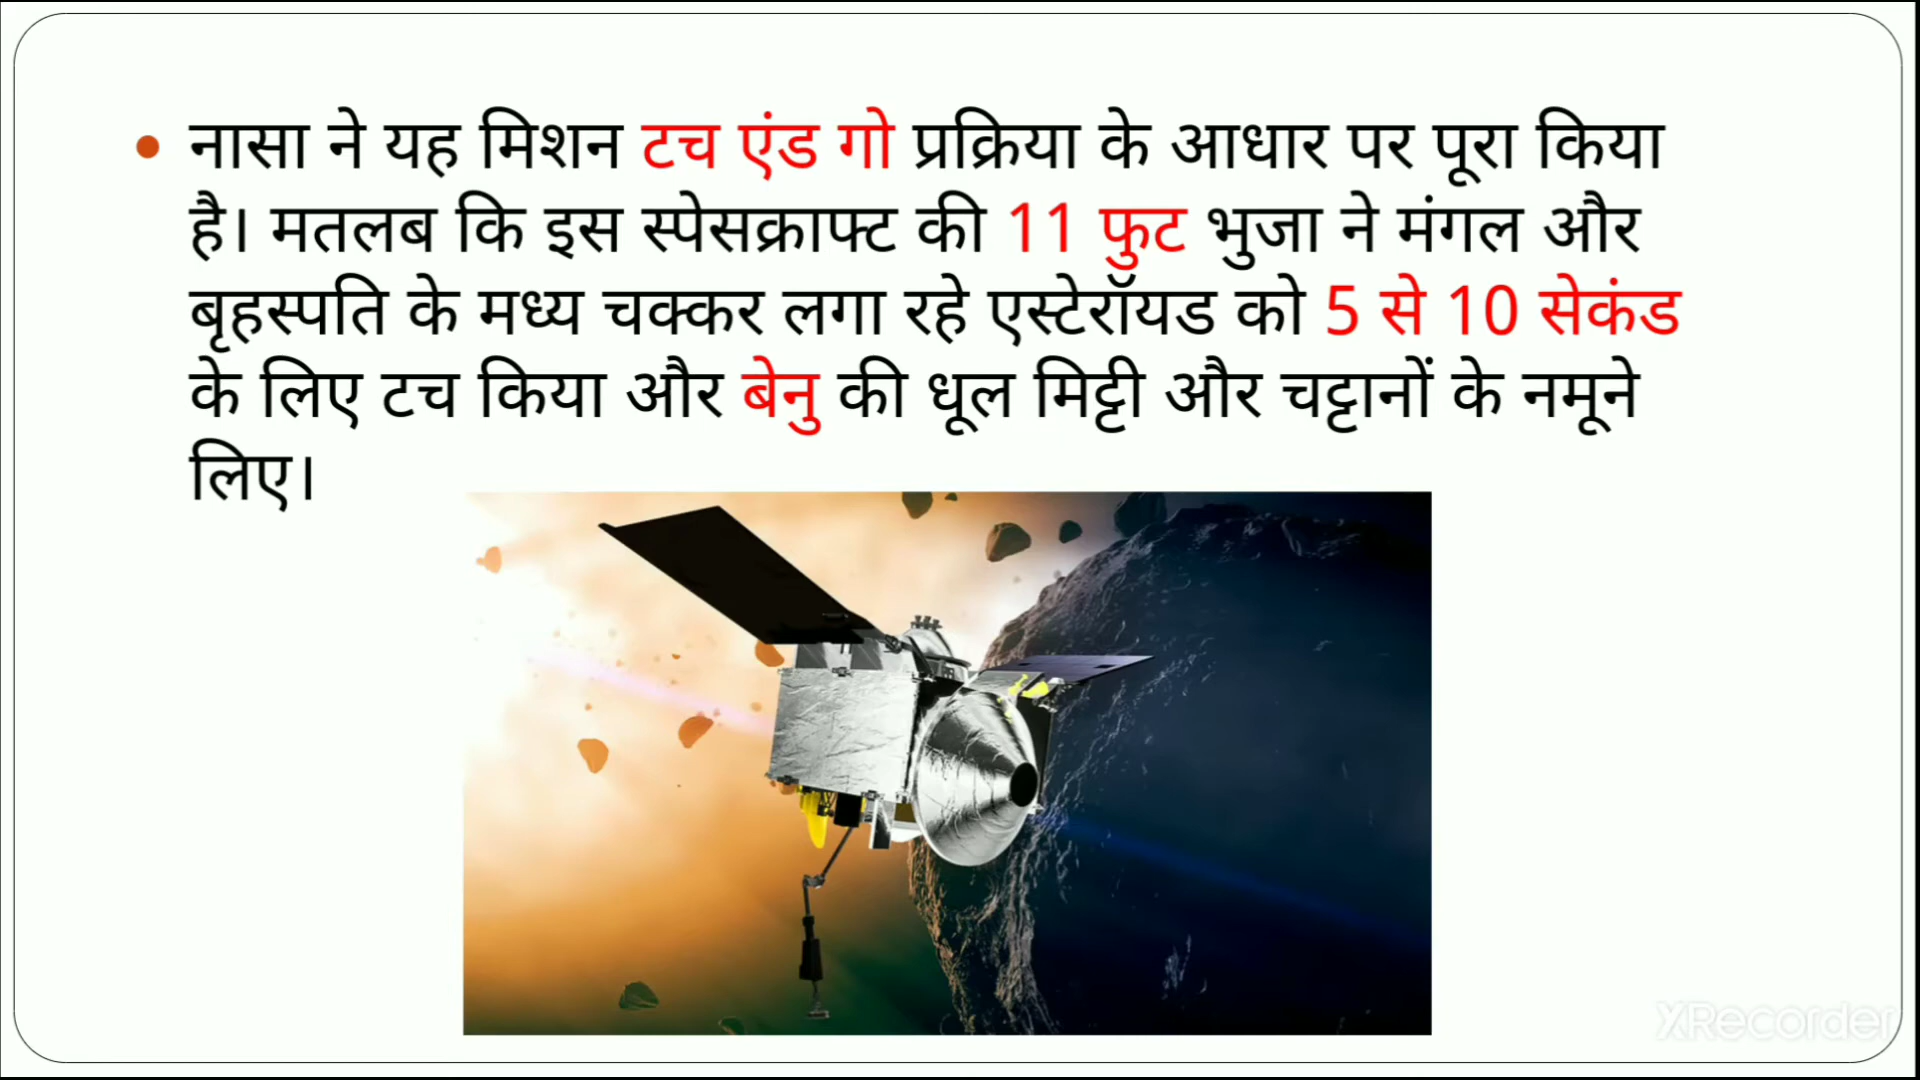 नासा ने यह मिशन टच एंड गो प्रक्रिया के आधार पर पूरा किया
है। मतलब कि इस स्पेसक्राफ्ट की 11 फुट भुजा ने मंगल और
बृहस्पति के मध्य चक्कर लगा रहे एस्टेरॉयड को 5 से 10 सेकंड
के लिए टच किया और बेनु की धूल मिट्टी और चट्टानों के नमूने
लिए।
XRecorder